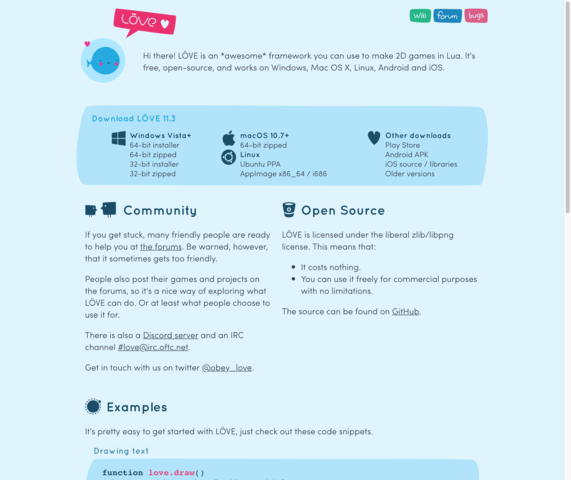 LÖVE
wiki forum bugs
Hi there! LÖVE is an *awesome* framework you can use to make 2D games in Lua. It's
free, open-source, and works on Windows, Mac OS X, Linux, Android and iOS.
Download LÖVE 11.3
Windows Vista+
64-bit installer
64-bit zipped
32-bit installer
32-bit zipped
macOS 10.7+
64-bit zipped
Linux
Ubuntu PPA
AppImage x86_64 / i686
Other downloads
Play Store
Android APK
iOS source / libraries
Older versions
Community
If you get stuck, many friendly people are ready
to help you at the forums. Be warned, however,
that it sometimes gets too friendly.
People also post their games and projects on
the forums, so it's a nice way of exploring what
LÖVE can do. Or at least what people choose to
use it for.
There is also a Discord server and an IRC
channel #love@irc.oftc.net.
Get in touch with us on twitter @obey_love.
Open Source
LÖVE is licensed under the liberal zlib/libpng
license. This means that:
• It costs nothing.
• You can use it freely for commercial purposes
with no limitations.
The source can be found on GitHub.
Examples
It's pretty easy to get started with LÖVE, just check out these code snippets.
Drawing text
function love.draw()